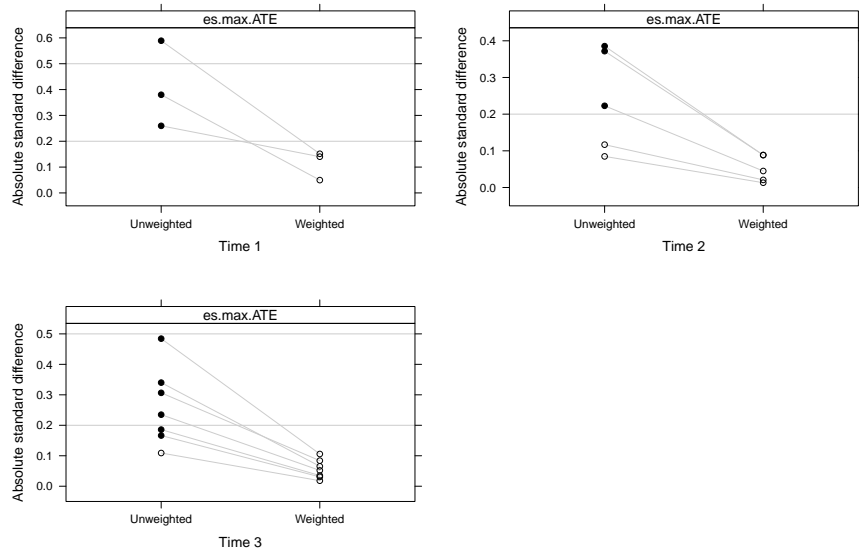 es.max.ATE
Absolute standard difference
0.6
0.5
0.4
0.3
0.2
0.1
0.0
Unweighted Weighted
Time 1
es.max.ATE
Absolute standard difference
0.4
0.3
0.2
0.1
0.0
Unweighted Weighted
Time 2
es.max.ATE
Absolute standard difference
0.5
0.4
0.3
0.2
0.1
0.0
Unweighted Weighted
Time 3